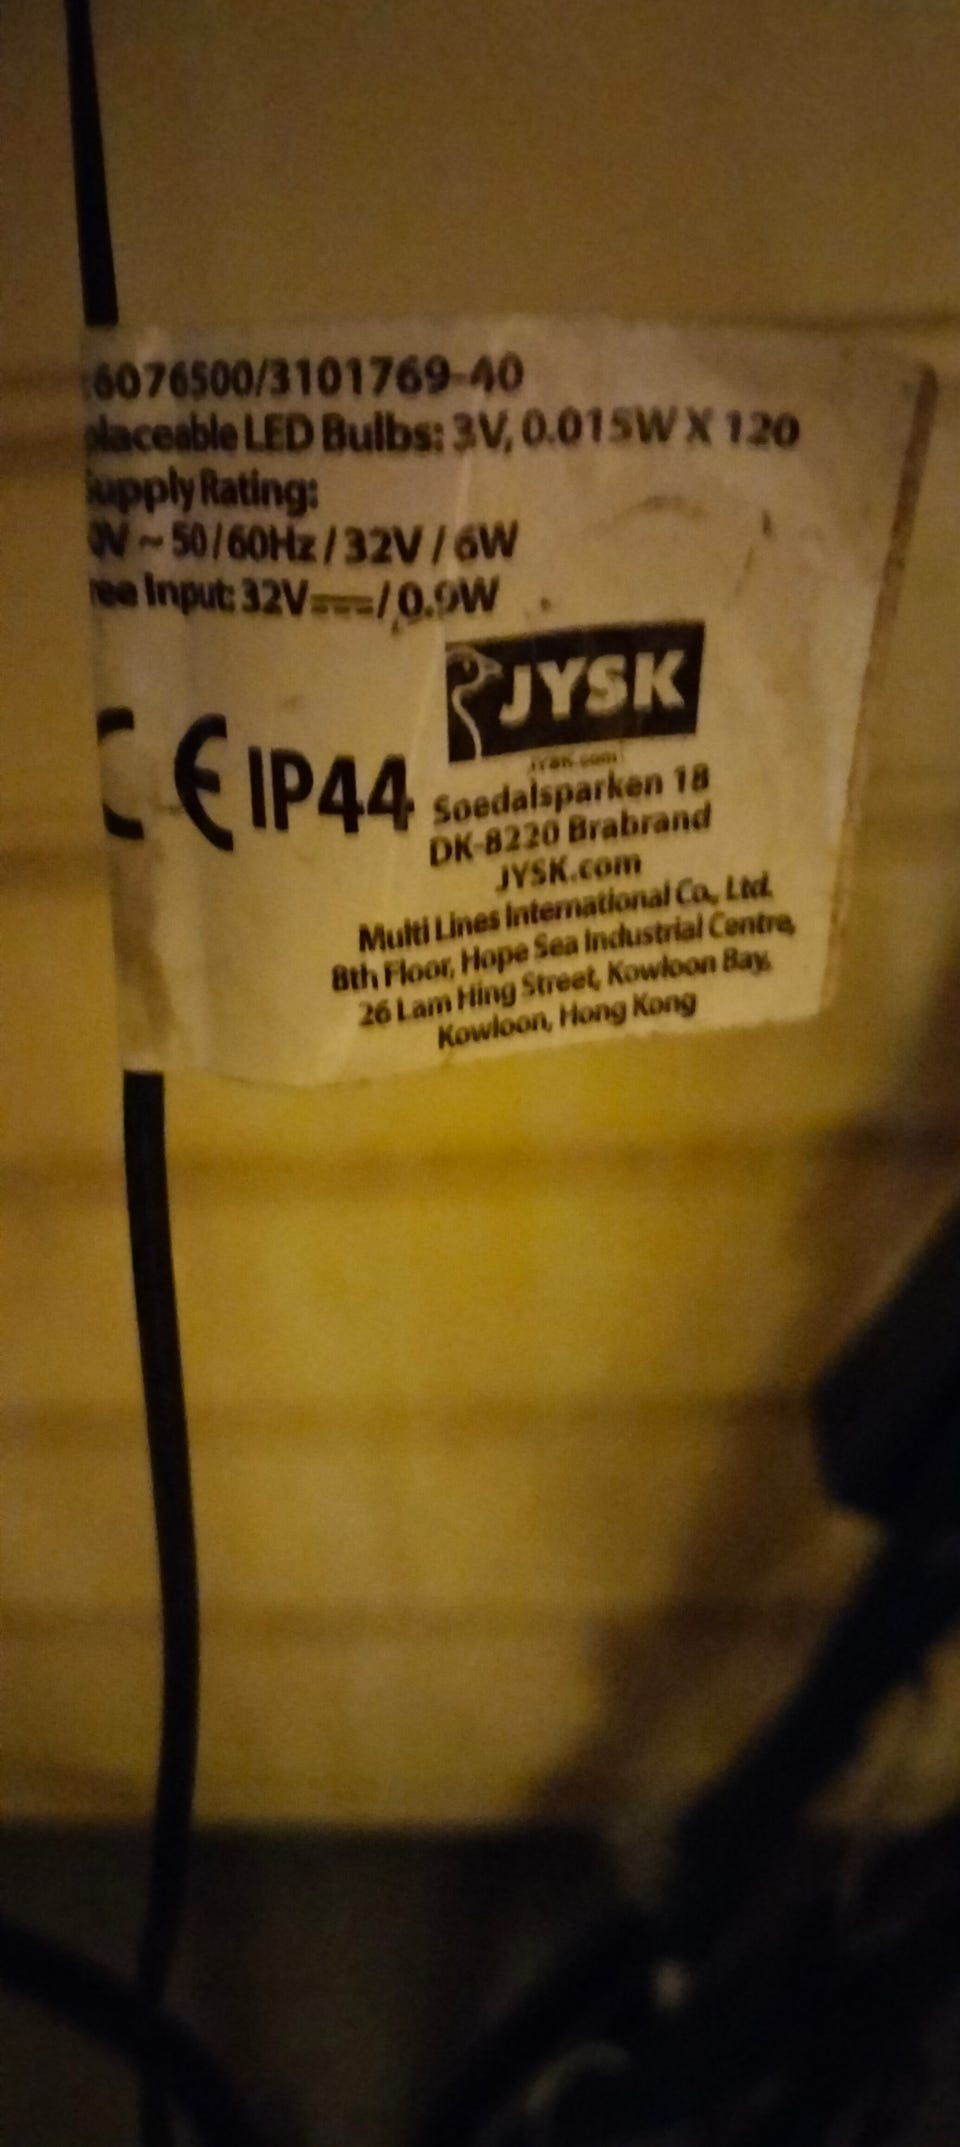 6076500/3101769-40
placeable LED Bulbs: 3V, 0.015W X 120
Supply Rating:
0V ~ 50/60Hz / 32V / 6W
ree Input: 32V⎓/ 0.9W
JYSK
JYSK.com
CE IP44
Soedalsparken 18
DK-8220 Brabrand
JYSK.com
Multi Lines International Co., Ltd.
8th Floor, Hope Sea Industrial Centre,
26 Lam Hing Street, Kowloon Bay,
Kowloon, Hong Kong